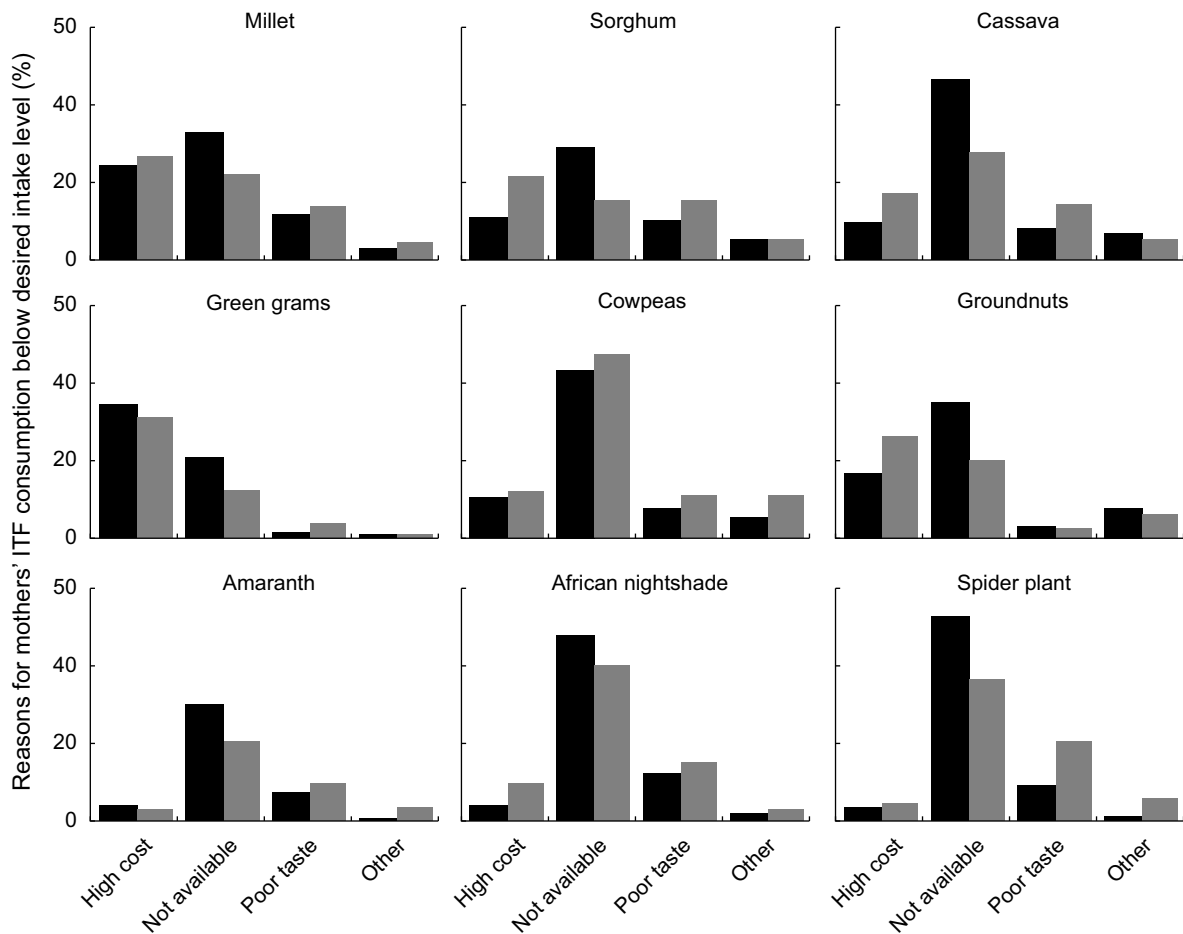 Reasons for mothers’ ITF consumption below desired intake level (%)
Millet
Sorghum
Cassava
50
40
20
0
Green grams
Cowpeas
Groundnuts
50
40
20
0
Amaranth
African nightshade
Spider plant
50
40
20
0
High cost
Not available
Poor taste
Other
High cost
Not available
Poor taste
Other
High cost
Not available
Poor taste
Other